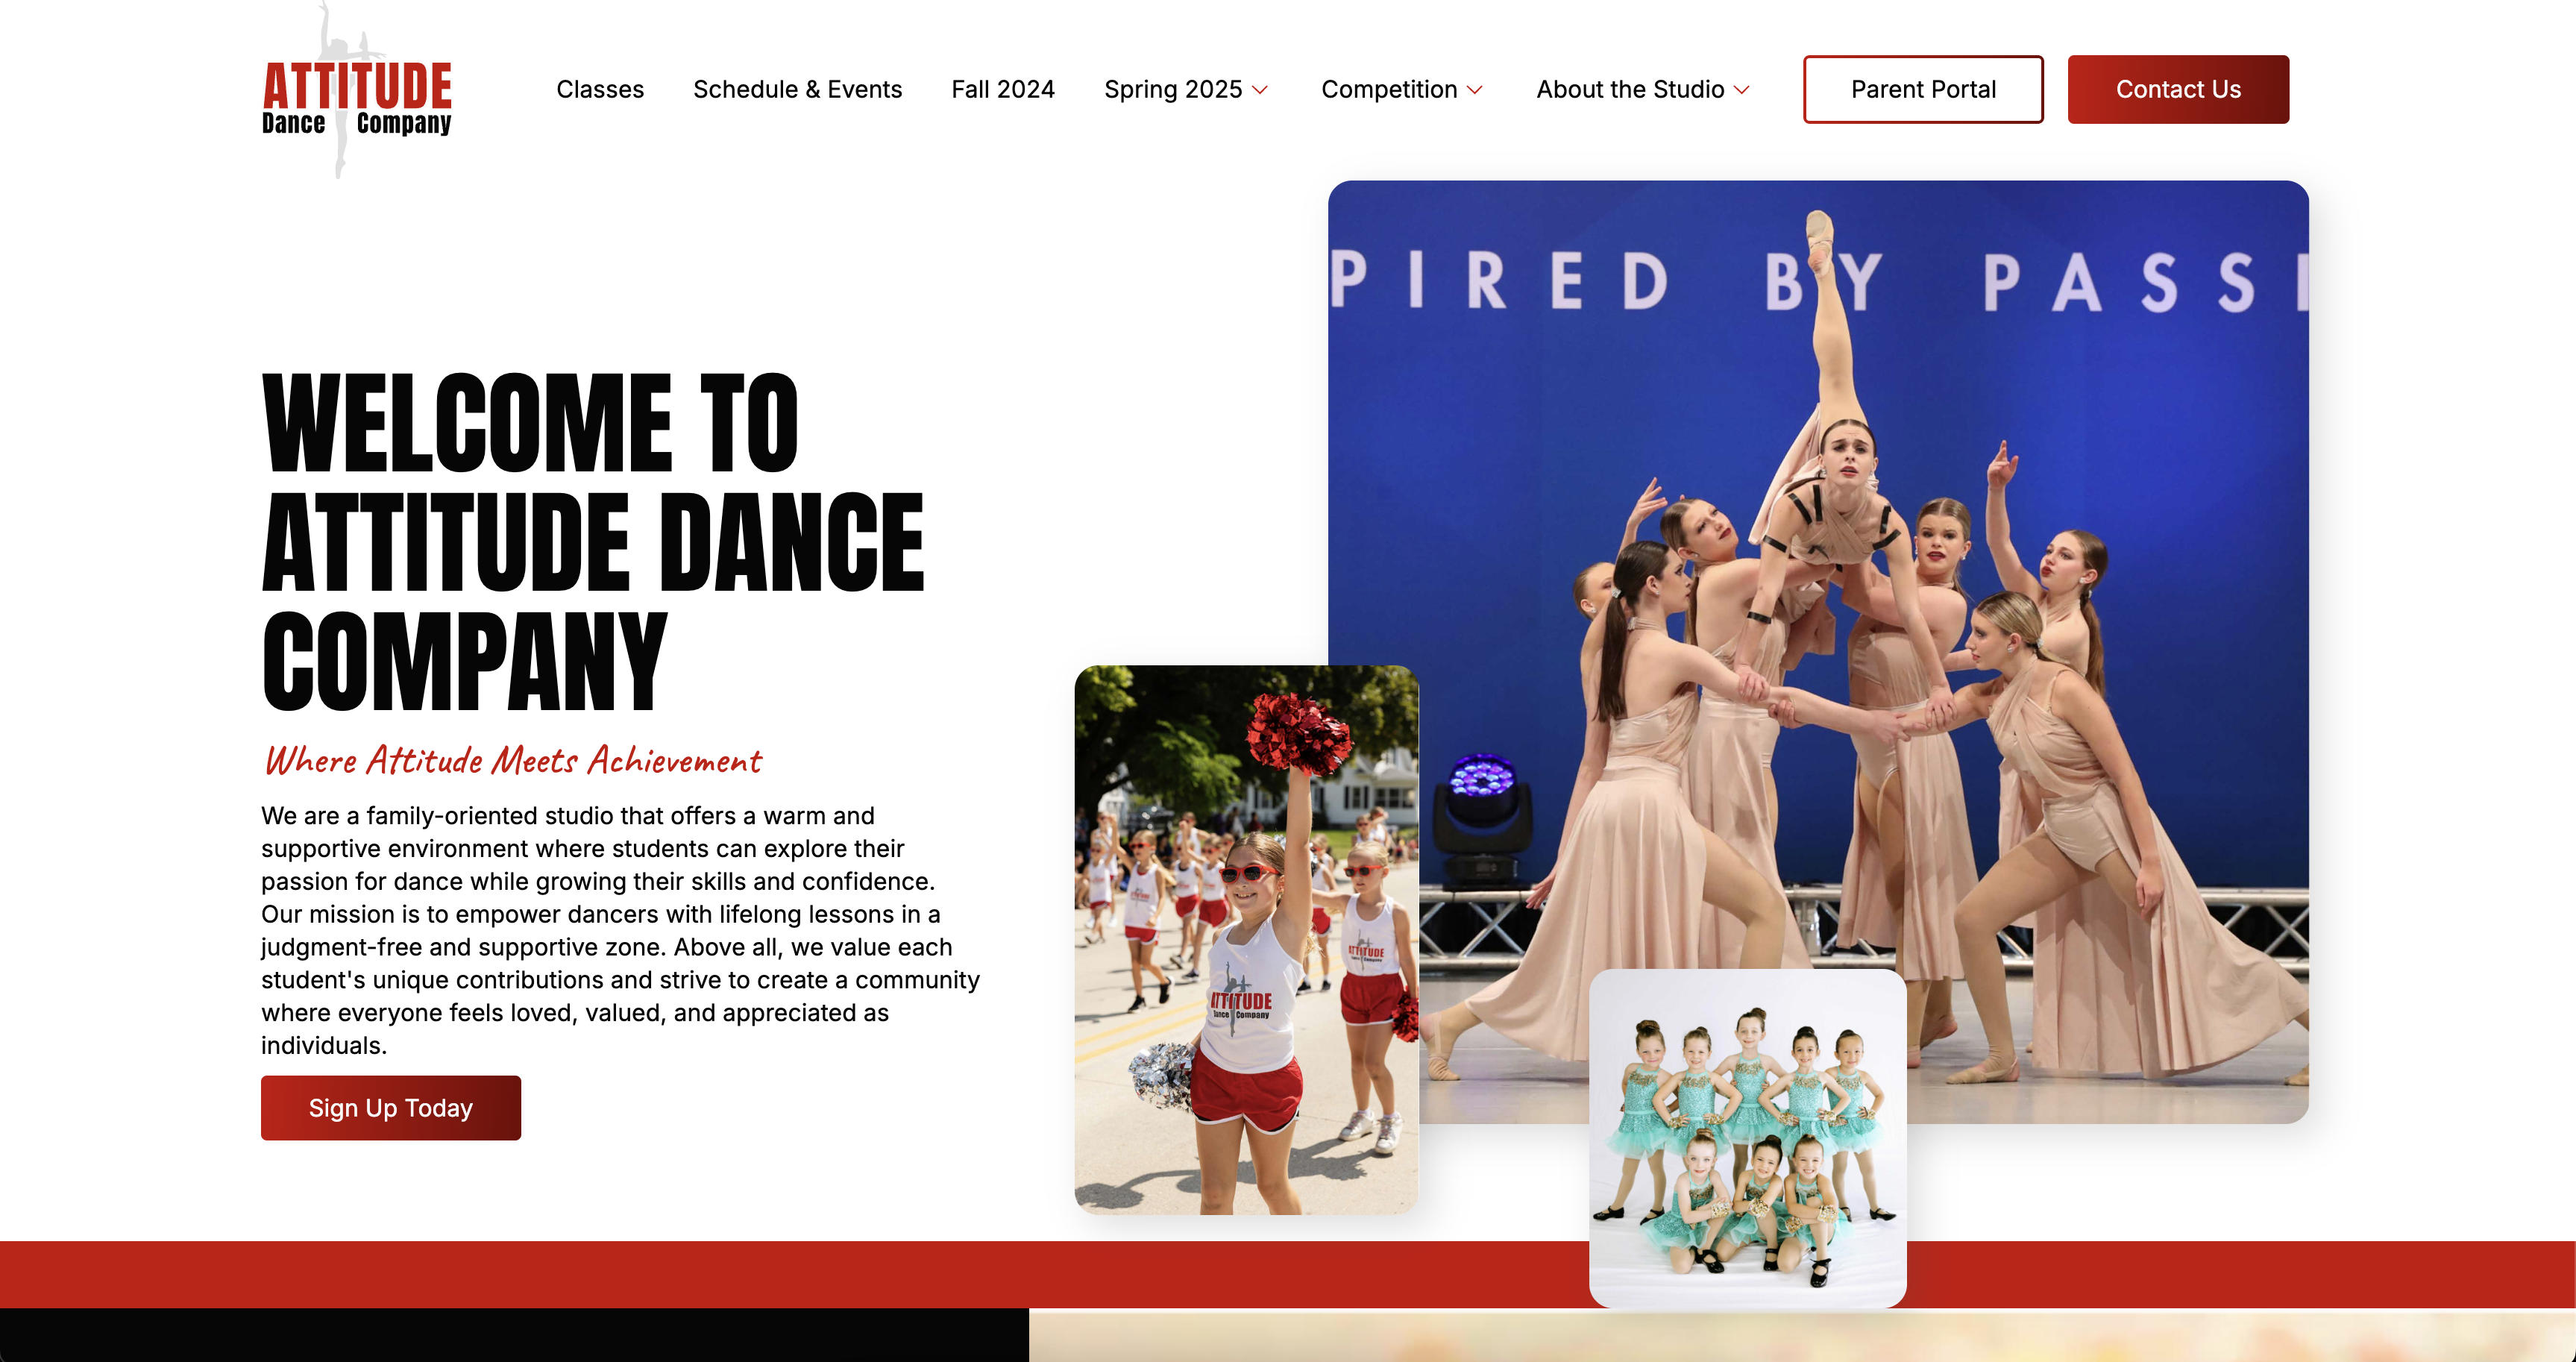 ATTITUDE
Dance Company
Classes
Schedule & Events
Fall 2024
Spring 2025
Competition
About the Studio
Parent Portal
Contact Us
PIRED BY PASSI
WELCOME TO
ATTITUDE DANCE
COMPANY
Where Attitude Meets Achievement
We are a family-oriented studio that offers a warm and
supportive environment where students can explore their
passion for dance while growing their skills and confidence.
Our mission is to empower dancers with lifelong lessons in a
judgment-free and supportive zone. Above all, we value each
student's unique contributions and strive to create a community
where everyone feels loved, valued, and appreciated as
individuals.
Sign Up Today
ATTITUDE
Dance Company
ATTITUDE